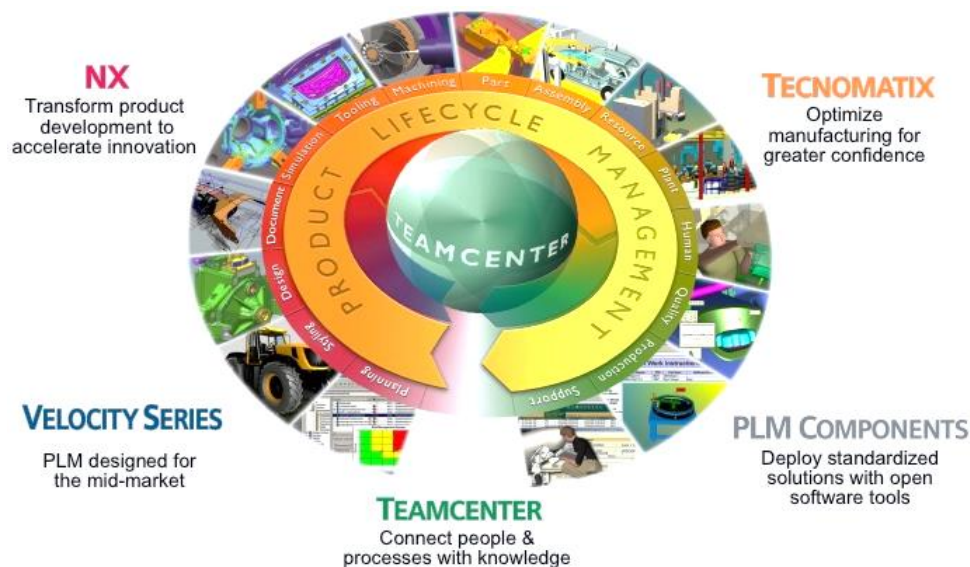 NX
Transform product
development to
accelerate innovation
TECNOMATIX
Optimize
manufacturing for
greater confidence
PRODUCT LIFECYCLE MANAGEMENT
Planning
Styling
Design
Document
Simulation
Tooling
Machining
Part
Assembly
Resource
Plant
Human
Quality
Production
Support
TEAMCENTER
VELOCITY SERIES
PLM designed for
the mid-market
TEAMCENTER
Connect people &
processes with knowledge
PLM COMPONENTS
Deploy standardized
solutions with open
software tools